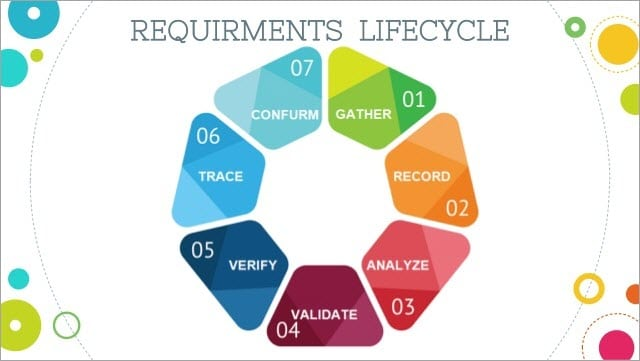 REQUIRMENTS LIFECYCLE
01
GATHER
RECORD
02
ANALYZE
03
VALIDATE
04
05
VERIFY
06
TRACE
07
CONFURM